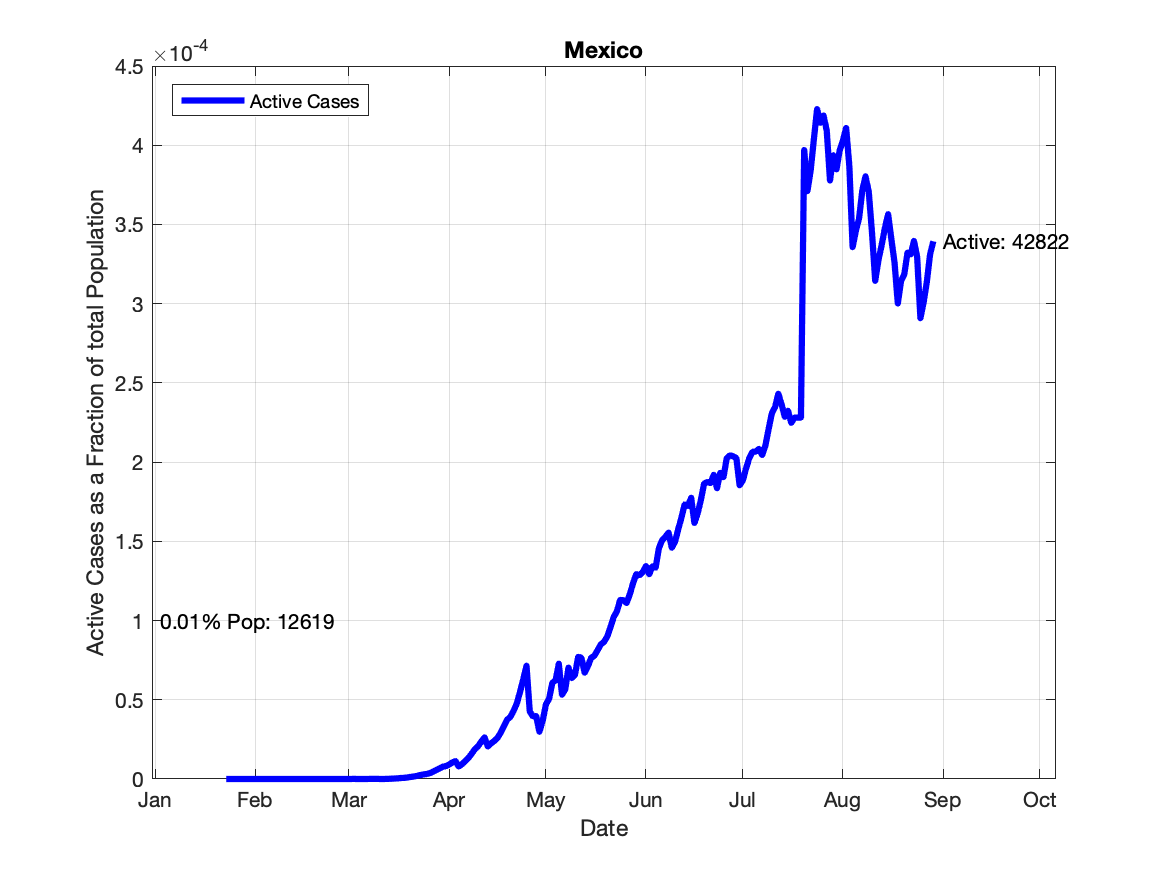 ×10-4
Mexico
4.5
4
3.5
3
2.5
2
1.5
1
0.5
0
Active Cases as a Fraction of total Population
Active Cases
Active: 42822
0.01% Pop: 12619
Jan Feb Mar Apr May Jun Jul Aug Sep Oct
Date